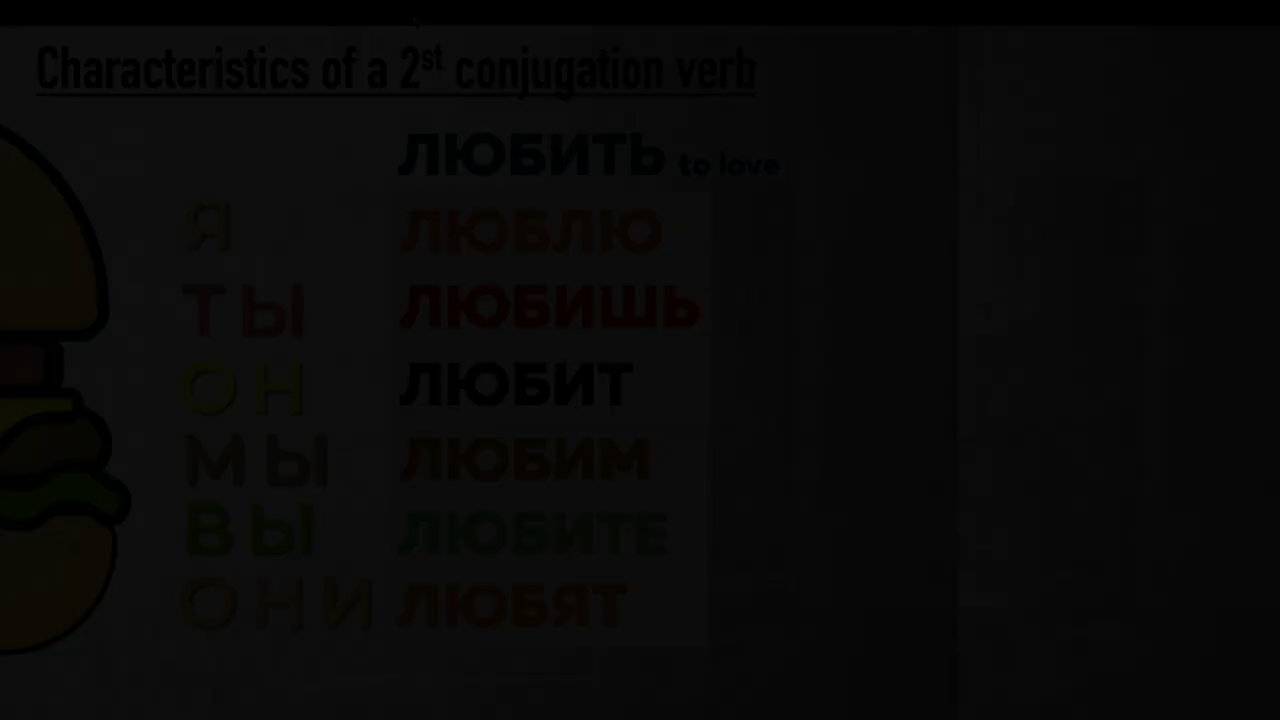 Characteristics of a 2st conjugation verb
ЛЮБИТЬ to love
Я ЛЮБЛЮ
ТЫ ЛЮБИШЬ
ОН ЛЮБИТ
МЫ ЛЮБИМ
ВЫ ЛЮБИТЕ
ОНИ ЛЮБЯТ